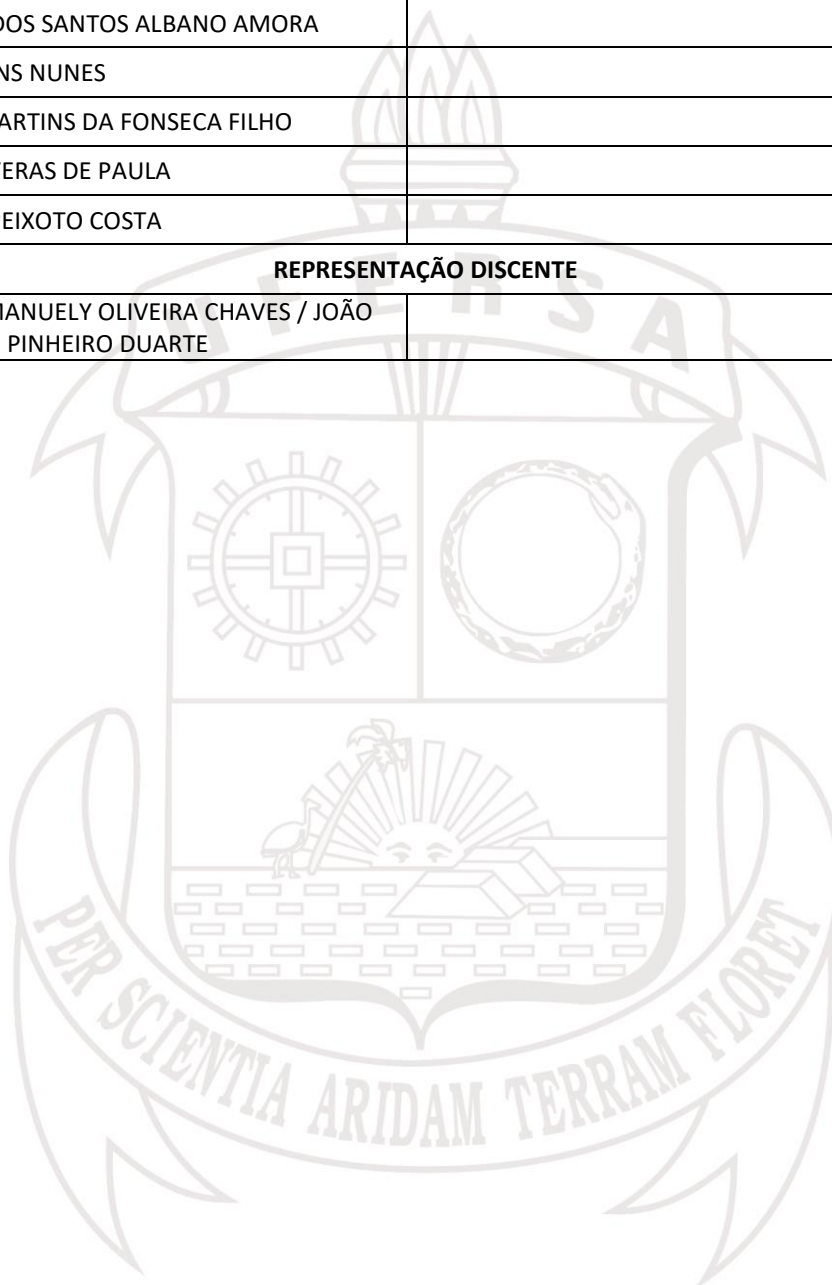 DOS SANTOS ALBANO AMORA
NS NUNES
ARTINS DA FONSECA FILHO
ERAS DE PAULA
EIXOTO COSTA
REPRESENTAÇÃO DISCENTE
MANUELY OLIVEIRA CHAVES / JOÃO
PINHEIRO DUARTE
UFERSA
PER SCIENTIA ARIDAM TERRAM FLORET